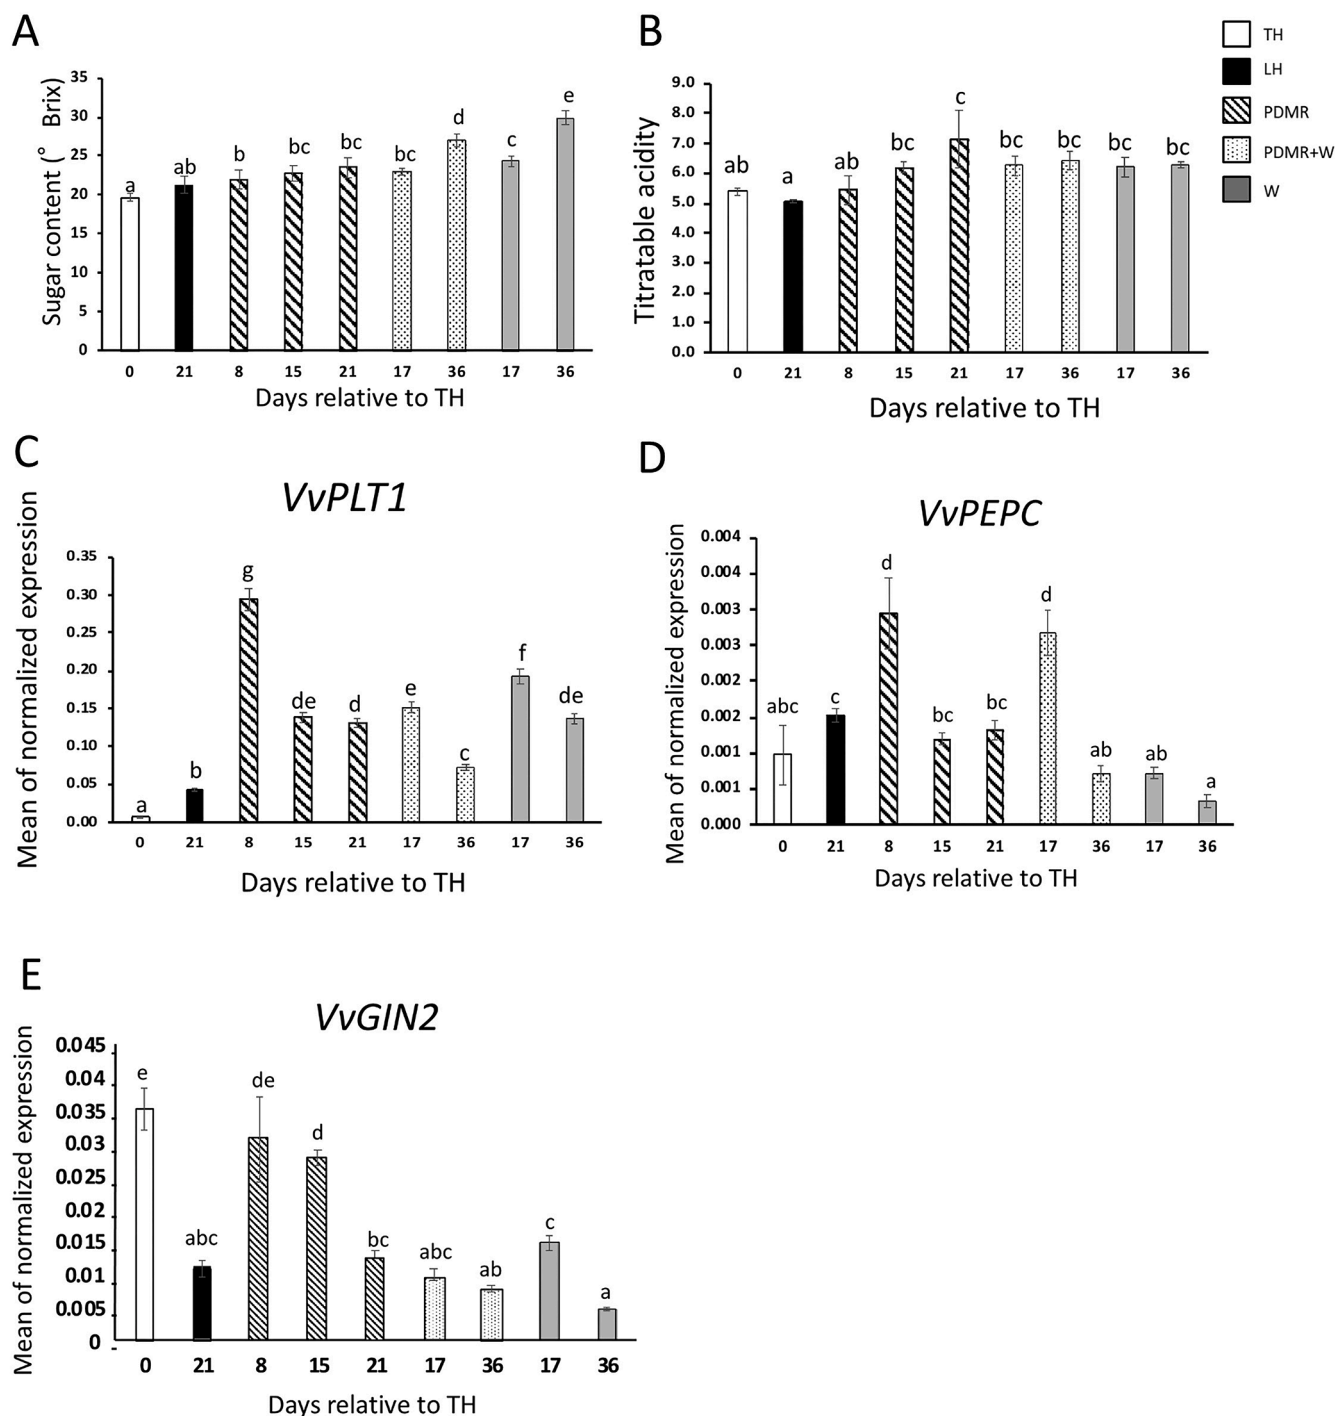 A
Sugar content (° Brix)
35
30
25
20
15
10
5
0
a
ab
b
bc
bc
bc
d
c
e
0 21 8 15 21 17 36 17 36
Days relative to TH
B
Titratable acidity
9.0
8.0
7.0
6.0
5.0
4.0
3.0
2.0
1.0
0.0
ab
a
ab
bc
c
bc
bc
bc
bc
0 21 8 15 21 17 36 17 36
Days relative to TH
TH
LH
PDMR
PDMR+W
W
C
VvPLT1
Mean of normalized expression
0.35
0.30
0.25
0.20
0.15
0.10
0.05
0.00
a
b
g
de
d
e
c
f
de
0 21 8 15 21 17 36 17 36
Days relative to TH
D
VvPEPC
Mean of normalized expression
0.004
0.004
0.003
0.003
0.002
0.002
0.001
0.001
0.000
abc
c
d
bc
bc
d
ab
ab
a
0 21 8 15 21 17 36 17 36
Days relative to TH
E
VvGIN2
Mean of normalized expression
0.045
0.04
0.035
0.03
0.025
0.02
0.015
0.01
0.005
0
e
abc
de
d
bc
abc
ab
c
a
0 21 8 15 21 17 36 17 36
Days relative to TH